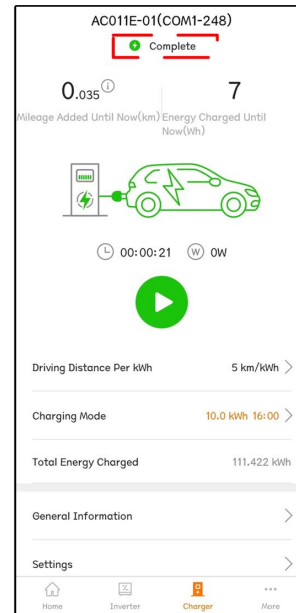 AC011E-01(COM1-248)
Complete
0.035 7
Mileage Added Until Now(km) Energy Charged Until
Now(Wh)
00:00:21 W 0W
Driving Distance Per kWh 5 km/kWh
Charging Mode 10.0 kWh 16:00
Total Energy Charged 111.422 kWh
General Information
Settings
Home Inverter Charger More